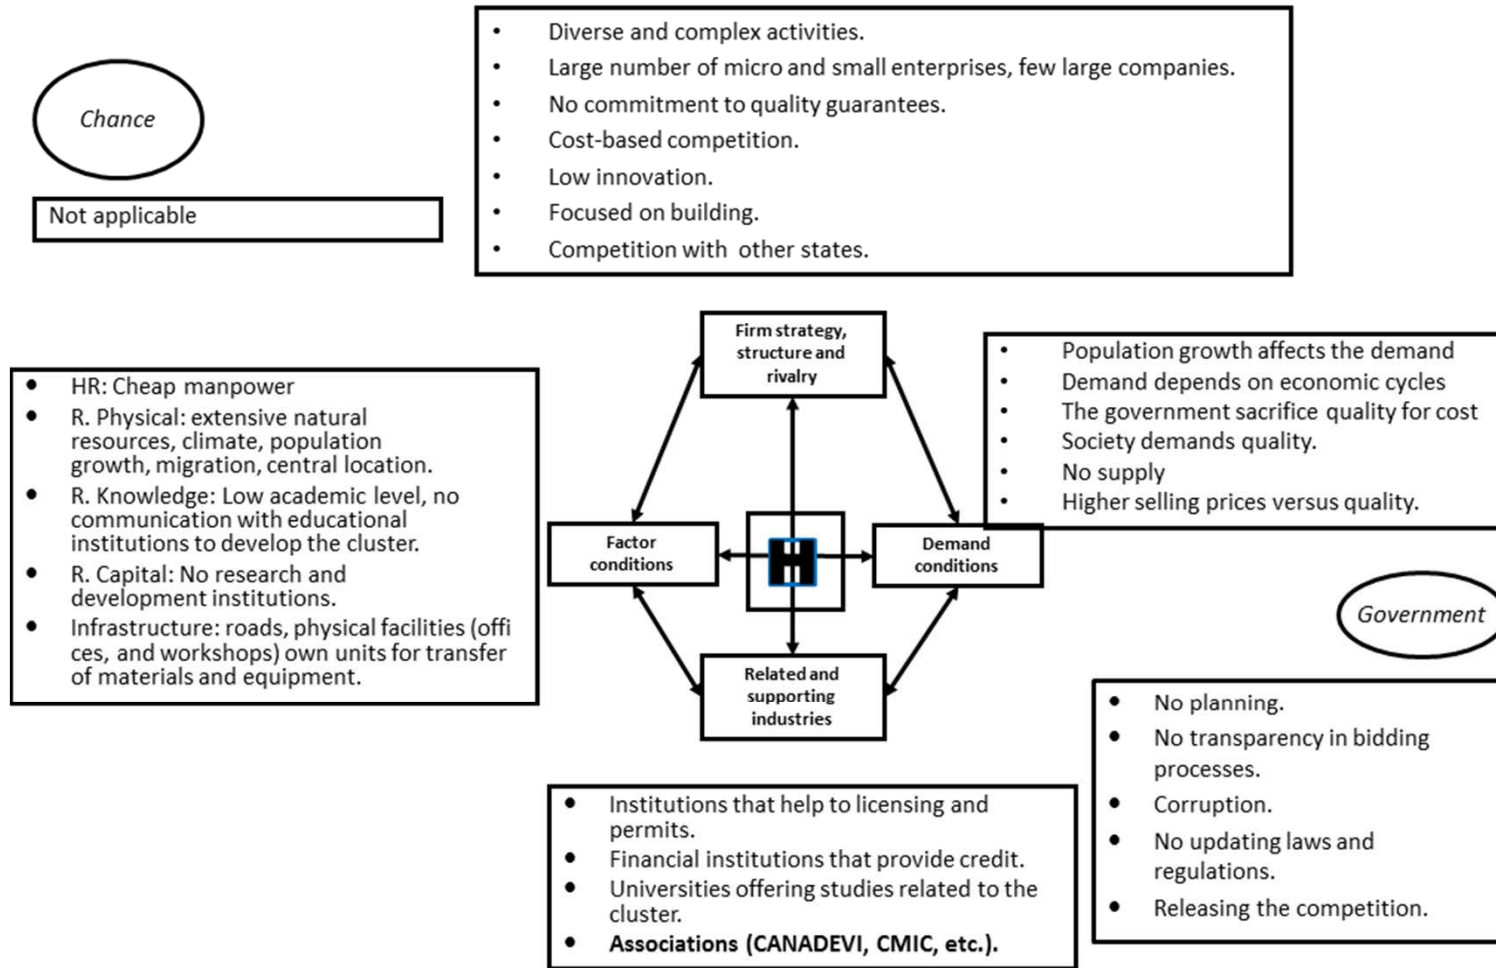 • Diverse and complex activities.
• Large number of micro and small enterprises, few large companies.
• No commitment to quality guarantees.
• Cost-based competition.
• Low innovation.
• Focused on building.
• Competition with other states.
Chance
Not applicable
Firm strategy,
structure and
rivalry
• Population growth affects the demand
• Demand depends on economic cycles
• The government sacrifice quality for cost
• Society demands quality.
• No supply
• Higher selling prices versus quality.
• HR: Cheap manpower
• R. Physical: extensive natural
resources, climate, population
growth, migration, central location.
• R. Knowledge: Low academic level, no
communication with educational
institutions to develop the cluster.
• R. Capital: No research and
development institutions.
• Infrastructure: roads, physical facilities (offi
ces, and workshops) own units for transfer
of materials and equipment.
Factor
conditions
H
Demand
conditions
Government
Related and
supporting
industries
• No planning.
• No transparency in bidding
processes.
• Corruption.
• No updating laws and
regulations.
• Releasing the competition.
• Institutions that help to licensing and
permits.
• Financial institutions that provide credit.
• Universities offering studies related to the
cluster.
• Associations (CANADEVI, CMIC, etc.).